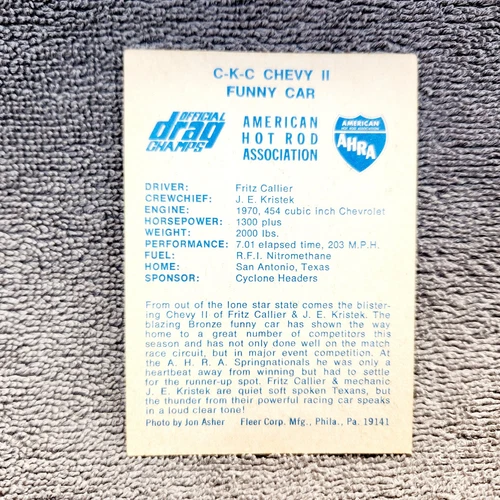 C-K-C CHEVY II
FUNNY CAR
OFFICIAL
drag
CHAMPS
AMERICAN
HOT ROD
ASSOCIATION
AMERICAN
HOT ROD ASSOCIATION
AHRA
DRIVER: Fritz Callier
CREWCHIEF: J. E. Kristek
ENGINE: 1970, 454 cubic inch Chevrolet
HORSEPOWER: 1300 plus
WEIGHT: 2000 lbs.
PERFORMANCE: 7.01 elapsed time, 203 M.P.H.
FUEL: R.F.I. Nitromethane
HOME: San Antonio, Texas
SPONSOR: Cyclone Headers
From out of the lone star state comes the blister-
ing Chevy II of Fritz Callier & J. E. Kristek. The
blazing Bronze funny car has shown the way
home to a great number of competitors this
season and has not only done well on the match
race circuit, but in major event competition. At
the A. H. R. A. Springnationals he was only a
heartbeat away from winning but had to settle
for the runner-up spot. Fritz Callier & mechanic
J. E. Kristek are quiet soft spoken Texans, but
the thunder from their powerful racing car speaks
in a loud clear tone!
Photo by Jon Asher Fleer Corp. Mfg., Phila., Pa. 19141